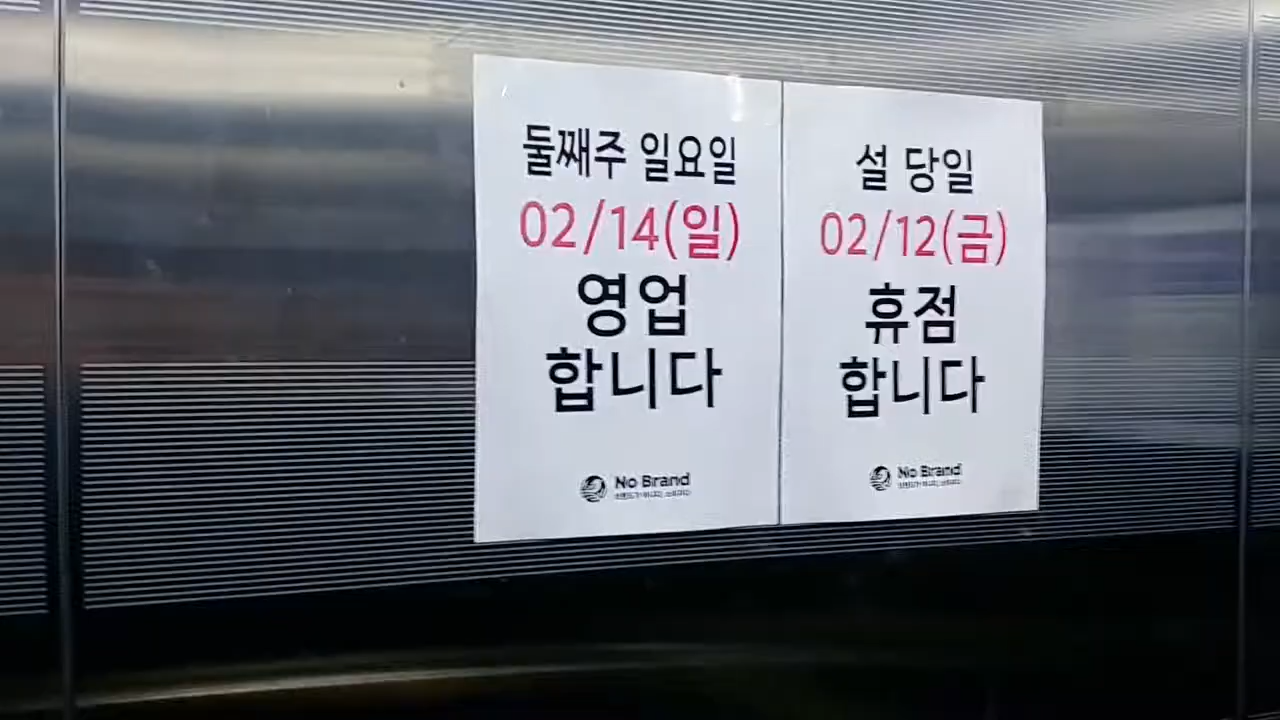 둘째주 일요일
02/14(일)
영업
합니다
No Brand
설 당일
02/12(금)
휴점
합니다
No Brand